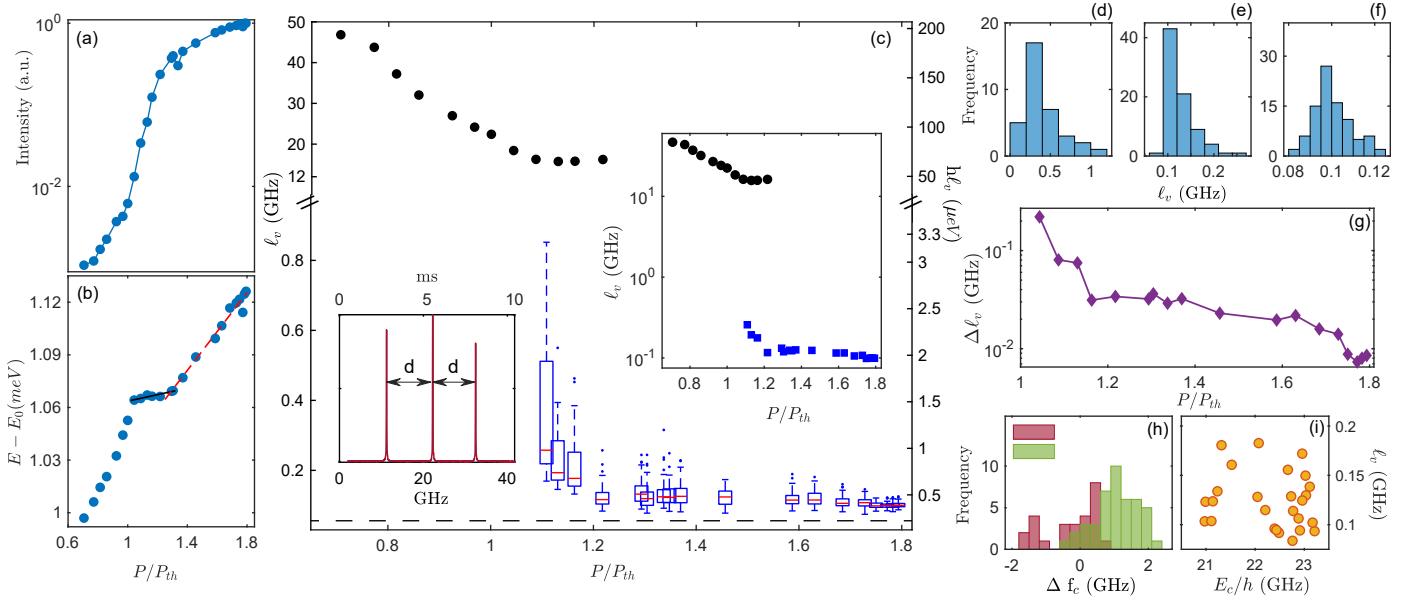 (a)
Intensity (a.u.)
10^0
10^-2
(b)
E − E_0(meV)
1.12
1.09
1.06
1.03
1
0.6 1 1.4 1.8
P/P_th
(c)
ℓ_v (GHz)
50
40
30
20
16
12
0.8
0.6
0.4
0.2
0.8 1 1.2 1.4 1.6 1.8
P/P_th
hℓ_v (μeV)
200
150
100
50
3.3
3
2.5
2
1.5
1
0.5
ms
0 5 10
d d
0 20 40
GHz
ℓ_v (GHz)
10^1
10^0
10^-1
0.6 0.8 1 1.2 1.4 1.6 1.8
P/P_th
(d)
Frequency
20
10
0
0 0.5 1
(e)
40
20
0
0.1 0.2
ℓ_v (GHz)
(f)
30
15
0
0.08 0.1 0.12
(g)
Δℓ_v (GHz)
10^-1
10^-2
1 1.2 1.4 1.6 1.8
P/P_th
(h)
Frequency
10
5
0
-2 0 2
Δ f_c (GHz)
(i)
0.2
0.15
0.1
ℓ_v (GHz)
21 22 23
E_c/h (GHz)